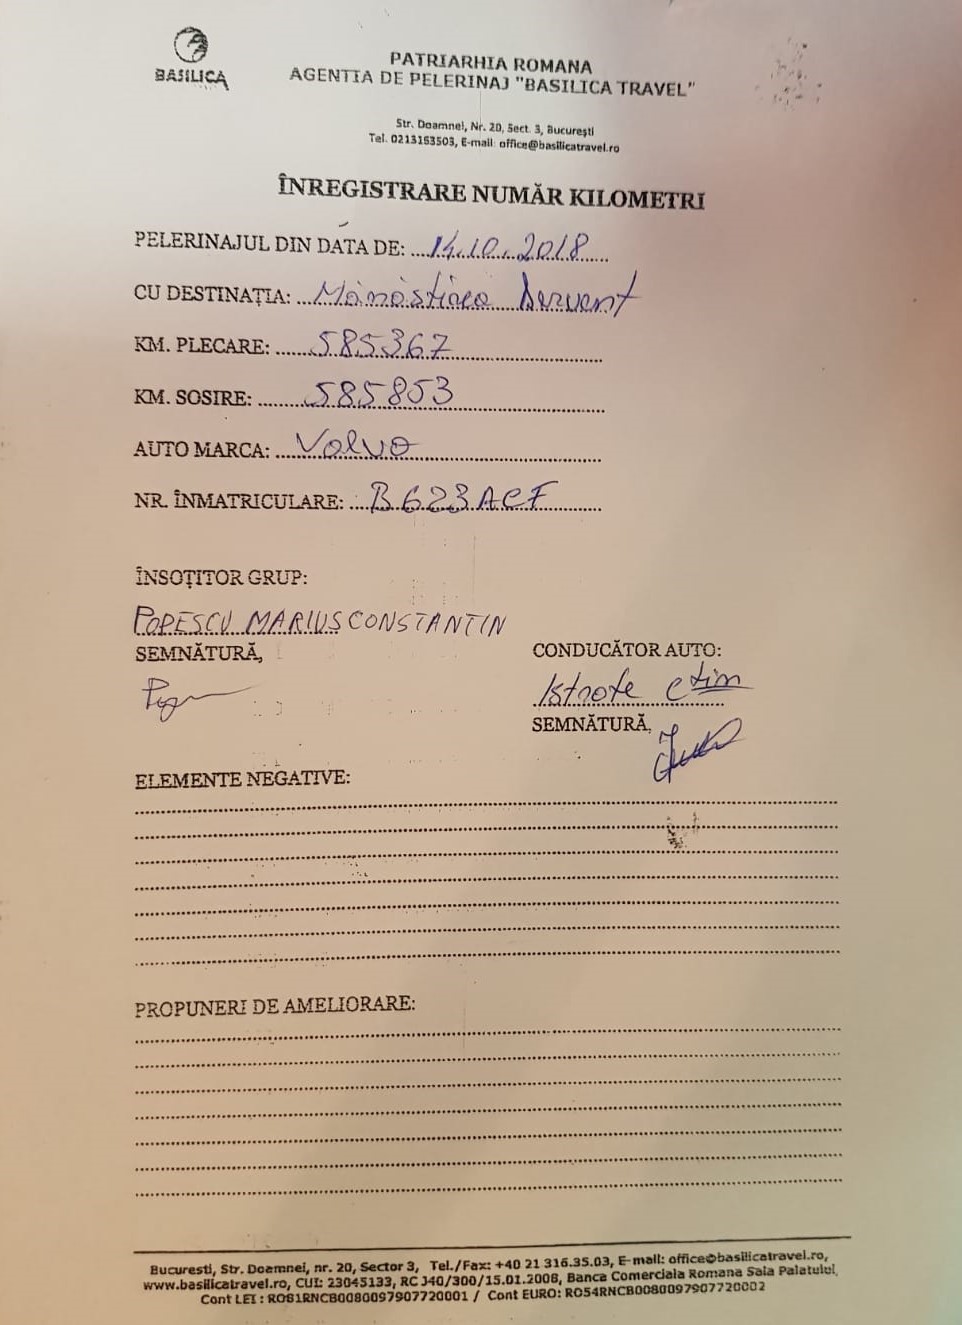 BASILICA
PATRIARHIA ROMANA
AGENTIA DE PELERINAJ "BASILICA TRAVEL"
Str. Doamnei, Nr. 20, Sect. 3, București
Tel. 0213163503, E-mail: office@basilicatravel.ro
ÎNREGISTRARE NUMĂR KILOMETRI
PELERINAJUL DIN DATA DE: 14.10.2018
CU DESTINAȚIA: Mânăstirea Dervent
KM. PLECARE: 585367
KM. SOSIRE: 585853
AUTO MARCA: Volvo
NR. ÎNMATRICULARE: B 623 ACF
ÎNSOȚITOR GRUP:
POPESCU MARIUS CONSTANTIN
SEMNĂTURĂ,
CONDUCĂTOR AUTO:
Istrate
SEMNĂTURĂ,
ELEMENTE NEGATIVE:
PROPUNERI DE AMELIORARE:
Bucuresti, Str. Doamnei, nr. 20, Sector 3, Tel./Fax: +40 21 316.35.03, E-mail: office@basilicatravel.ro,
www.basilicatravel.ro, CUI: 23045133, RC J40/300/15.01.2008, Banca Comerciala Romana Sala Palatului,
Cont LEI : RO81RNCB0080097907720001 / Cont EURO: RO54RNCB0080097907720002